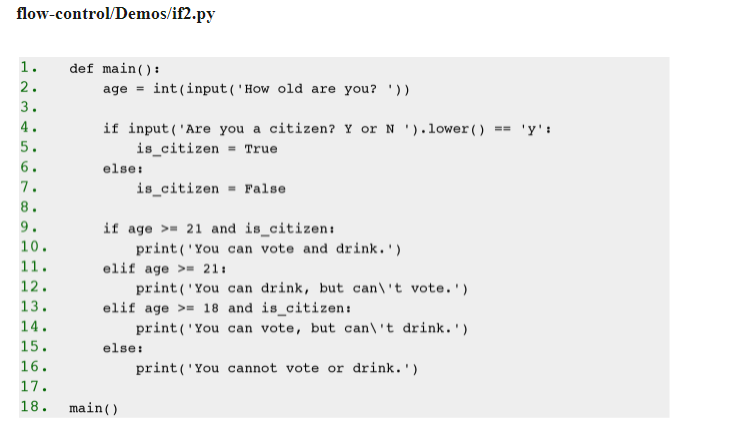 flow-control/Demos/if2.py
1. def main():
2.     age = int(input('How old are you? '))
3.
4.     if input('Are you a citizen? Y or N ').lower() == 'y':
5.         is_citizen = True
6.     else:
7.         is_citizen = False
8.
9.     if age >= 21 and is_citizen:
10.         print('You can vote and drink.')
11.     elif age >= 21:
12.         print('You can drink, but can\'t vote.')
13.     elif age >= 18 and is_citizen:
14.         print('You can vote, but can\'t drink.')
15.     else:
16.         print('You cannot vote or drink.')
17.
18. main()